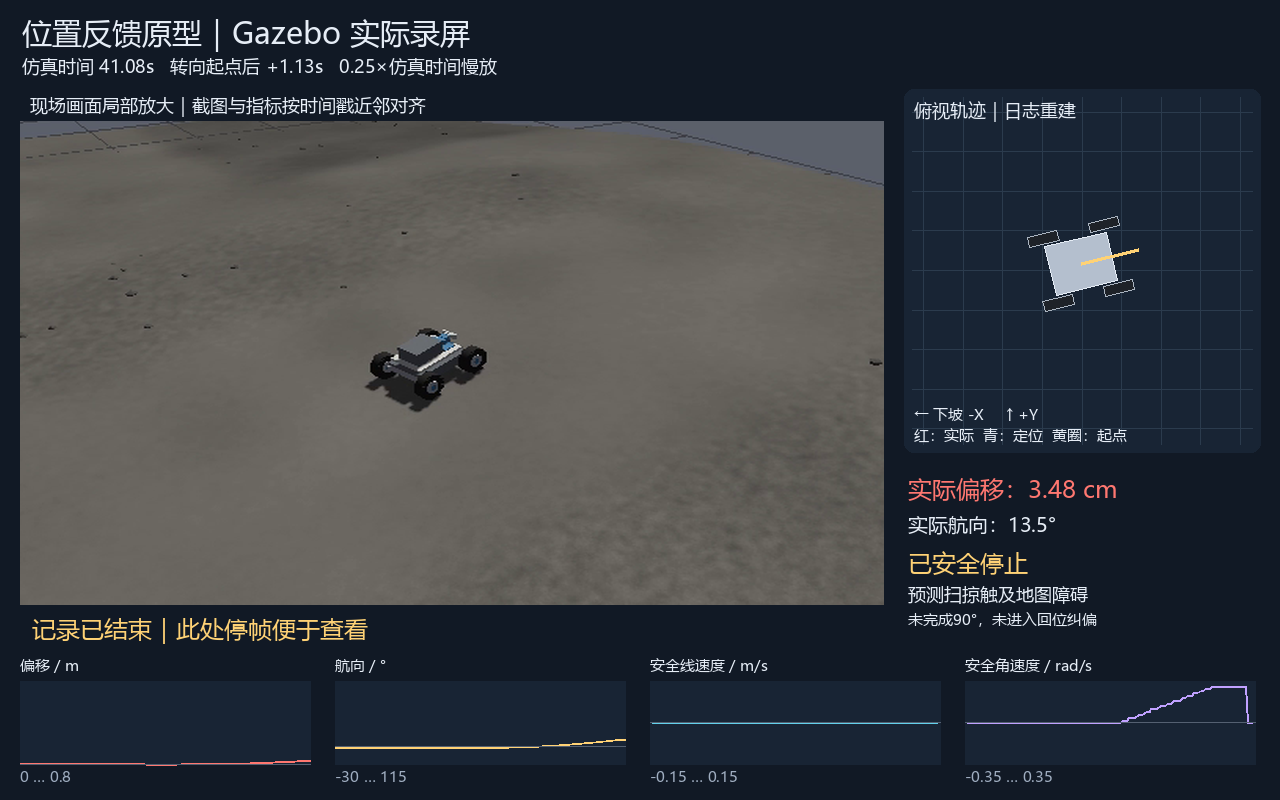 位置反馈原型｜Gazebo 实际录屏
仿真时间 41.08s 转向起点后 +1.13s 0.25×仿真时间慢放
现场画面局部放大｜截图与指标按时间戳近邻对齐
俯视轨迹｜日志重建
← 下坡 -X ↑ +Y
红：实际 青：定位 黄圈：起点
实际偏移：3.48 cm
实际航向：13.5°
已安全停止
预测扫掠触及地图障碍
未完成90°，未进入回位纠偏
记录已结束｜此处停帧便于查看
偏移 / m
航向 / °
安全线速度 / m/s
安全角速度 / rad/s
0 ... 0.8
-30 ... 115
-0.15 ... 0.15
-0.35 ... 0.35